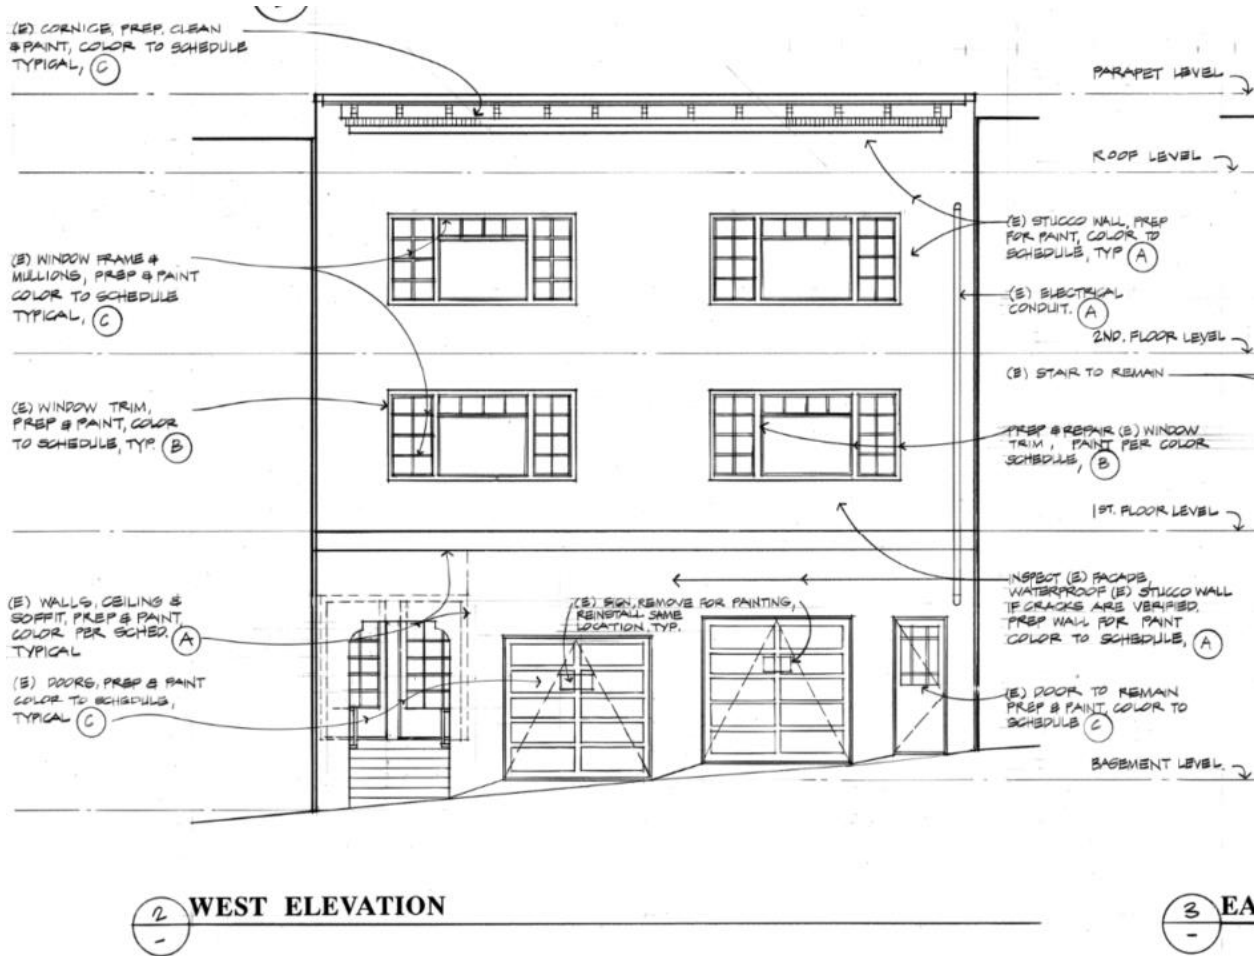 (E) CORNICE, PREP, CLEAN
& PAINT, COLOR TO SCHEDULE
TYPICAL, C
(E) WINDOW FRAME &
MULLIONS, PREP & PAINT
COLOR TO SCHEDULE
TYPICAL, C
(E) WINDOW TRIM,
PREP & PAINT, COLOR
TO SCHEDULE, TYP. B
(E) WALLS, CEILING &
SOFFIT, PREP & PAINT,
COLOR PER SCHED. A
TYPICAL
(E) DOORS, PREP & PAINT
COLOR TO SCHEDULE,
TYPICAL C
(E) SIGN, REMOVE FOR PAINTING,
REINSTALL SAME
LOCATION, TYP.
PARAPET LEVEL
ROOF LEVEL
(E) STUCCO WALL, PREP
FOR PAINT, COLOR TO
SCHEDULE, TYP A
(E) ELECTRICAL
CONDUIT. A
2ND. FLOOR LEVEL
(E) STAIR TO REMAIN
PREP & REPAIR (E) WINDOW
TRIM, PAINT PER COLOR
SCHEDULE, B
1ST. FLOOR LEVEL
INSPECT (E) FACADE,
WATERPROOF (E) STUCCO WALL
IF CRACKS ARE VERIFIED,
PREP WALL FOR PAINT
COLOR TO SCHEDULE, A
(E) DOOR TO REMAIN
PREP & PAINT, COLOR TO
SCHEDULE C
BASEMENT LEVEL
2
-
WEST ELEVATION
3
-
EA